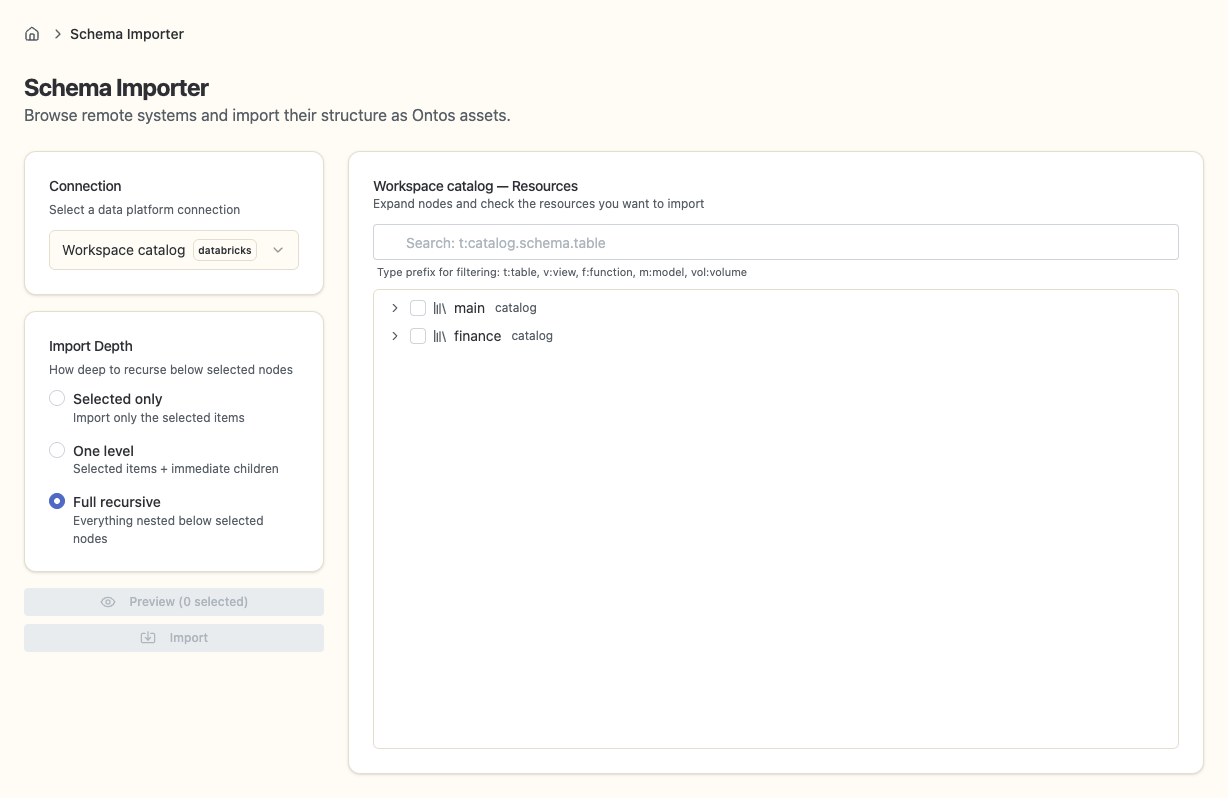 Schema Importer
Schema Importer
Browse remote systems and import their structure as Ontos assets.
Connection
Select a data platform connection
Workspace catalog databricks
Import Depth
How deep to recurse below selected nodes
Selected only
Import only the selected items
One level
Selected items + immediate children
Full recursive
Everything nested below selected
nodes
Preview (0 selected)
Import
Workspace catalog — Resources
Expand nodes and check the resources you want to import
Search: t:catalog.schema.table
Type prefix for filtering: t:table, v:view, f:function, m:model, vol:volume
main catalog
finance catalog